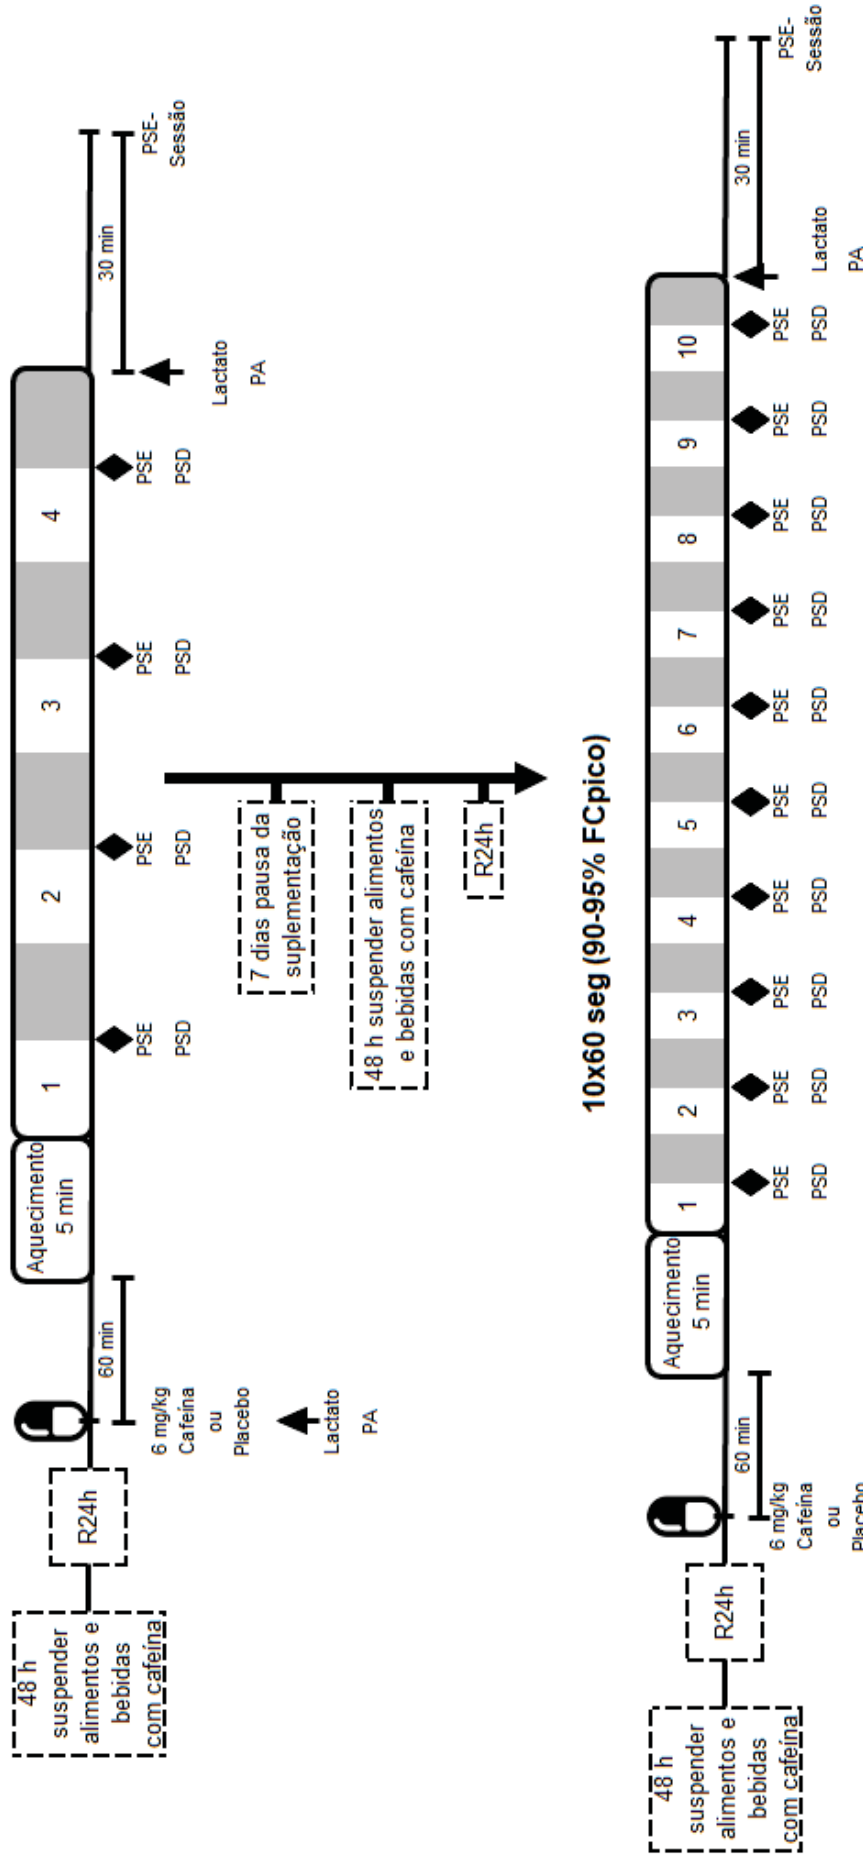 48 h
suspender
alimentos e
bebidas
com cafeína
R24h
6 mg/kg
Cafeína
ou
Placebo
Lactato
PA
60 min
Aquecimento
5 min
1
2
3
4
PSE
PSD
PSE
PSD
PSE
PSD
PSE
PSD
Lactato
PA
30 min
PSE-
Sessão
7 dias pausa da
suplementação
48 h suspender alimentos
e bebidas com cafeína
R24h
10x60 seg (90-95% FCpico)
48 h
suspender
alimentos e
bebidas
com cafeína
R24h
6 mg/kg
Cafeína
ou
Placebo
60 min
Aquecimento
5 min
1
2
3
4
5
6
7
8
9
10
PSE
PSD
PSE
PSD
PSE
PSD
PSE
PSD
PSE
PSD
PSE
PSD
PSE
PSD
PSE
PSD
PSE
PSD
PSE
PSD
Lactato
PA
30 min
PSE-
Sessão